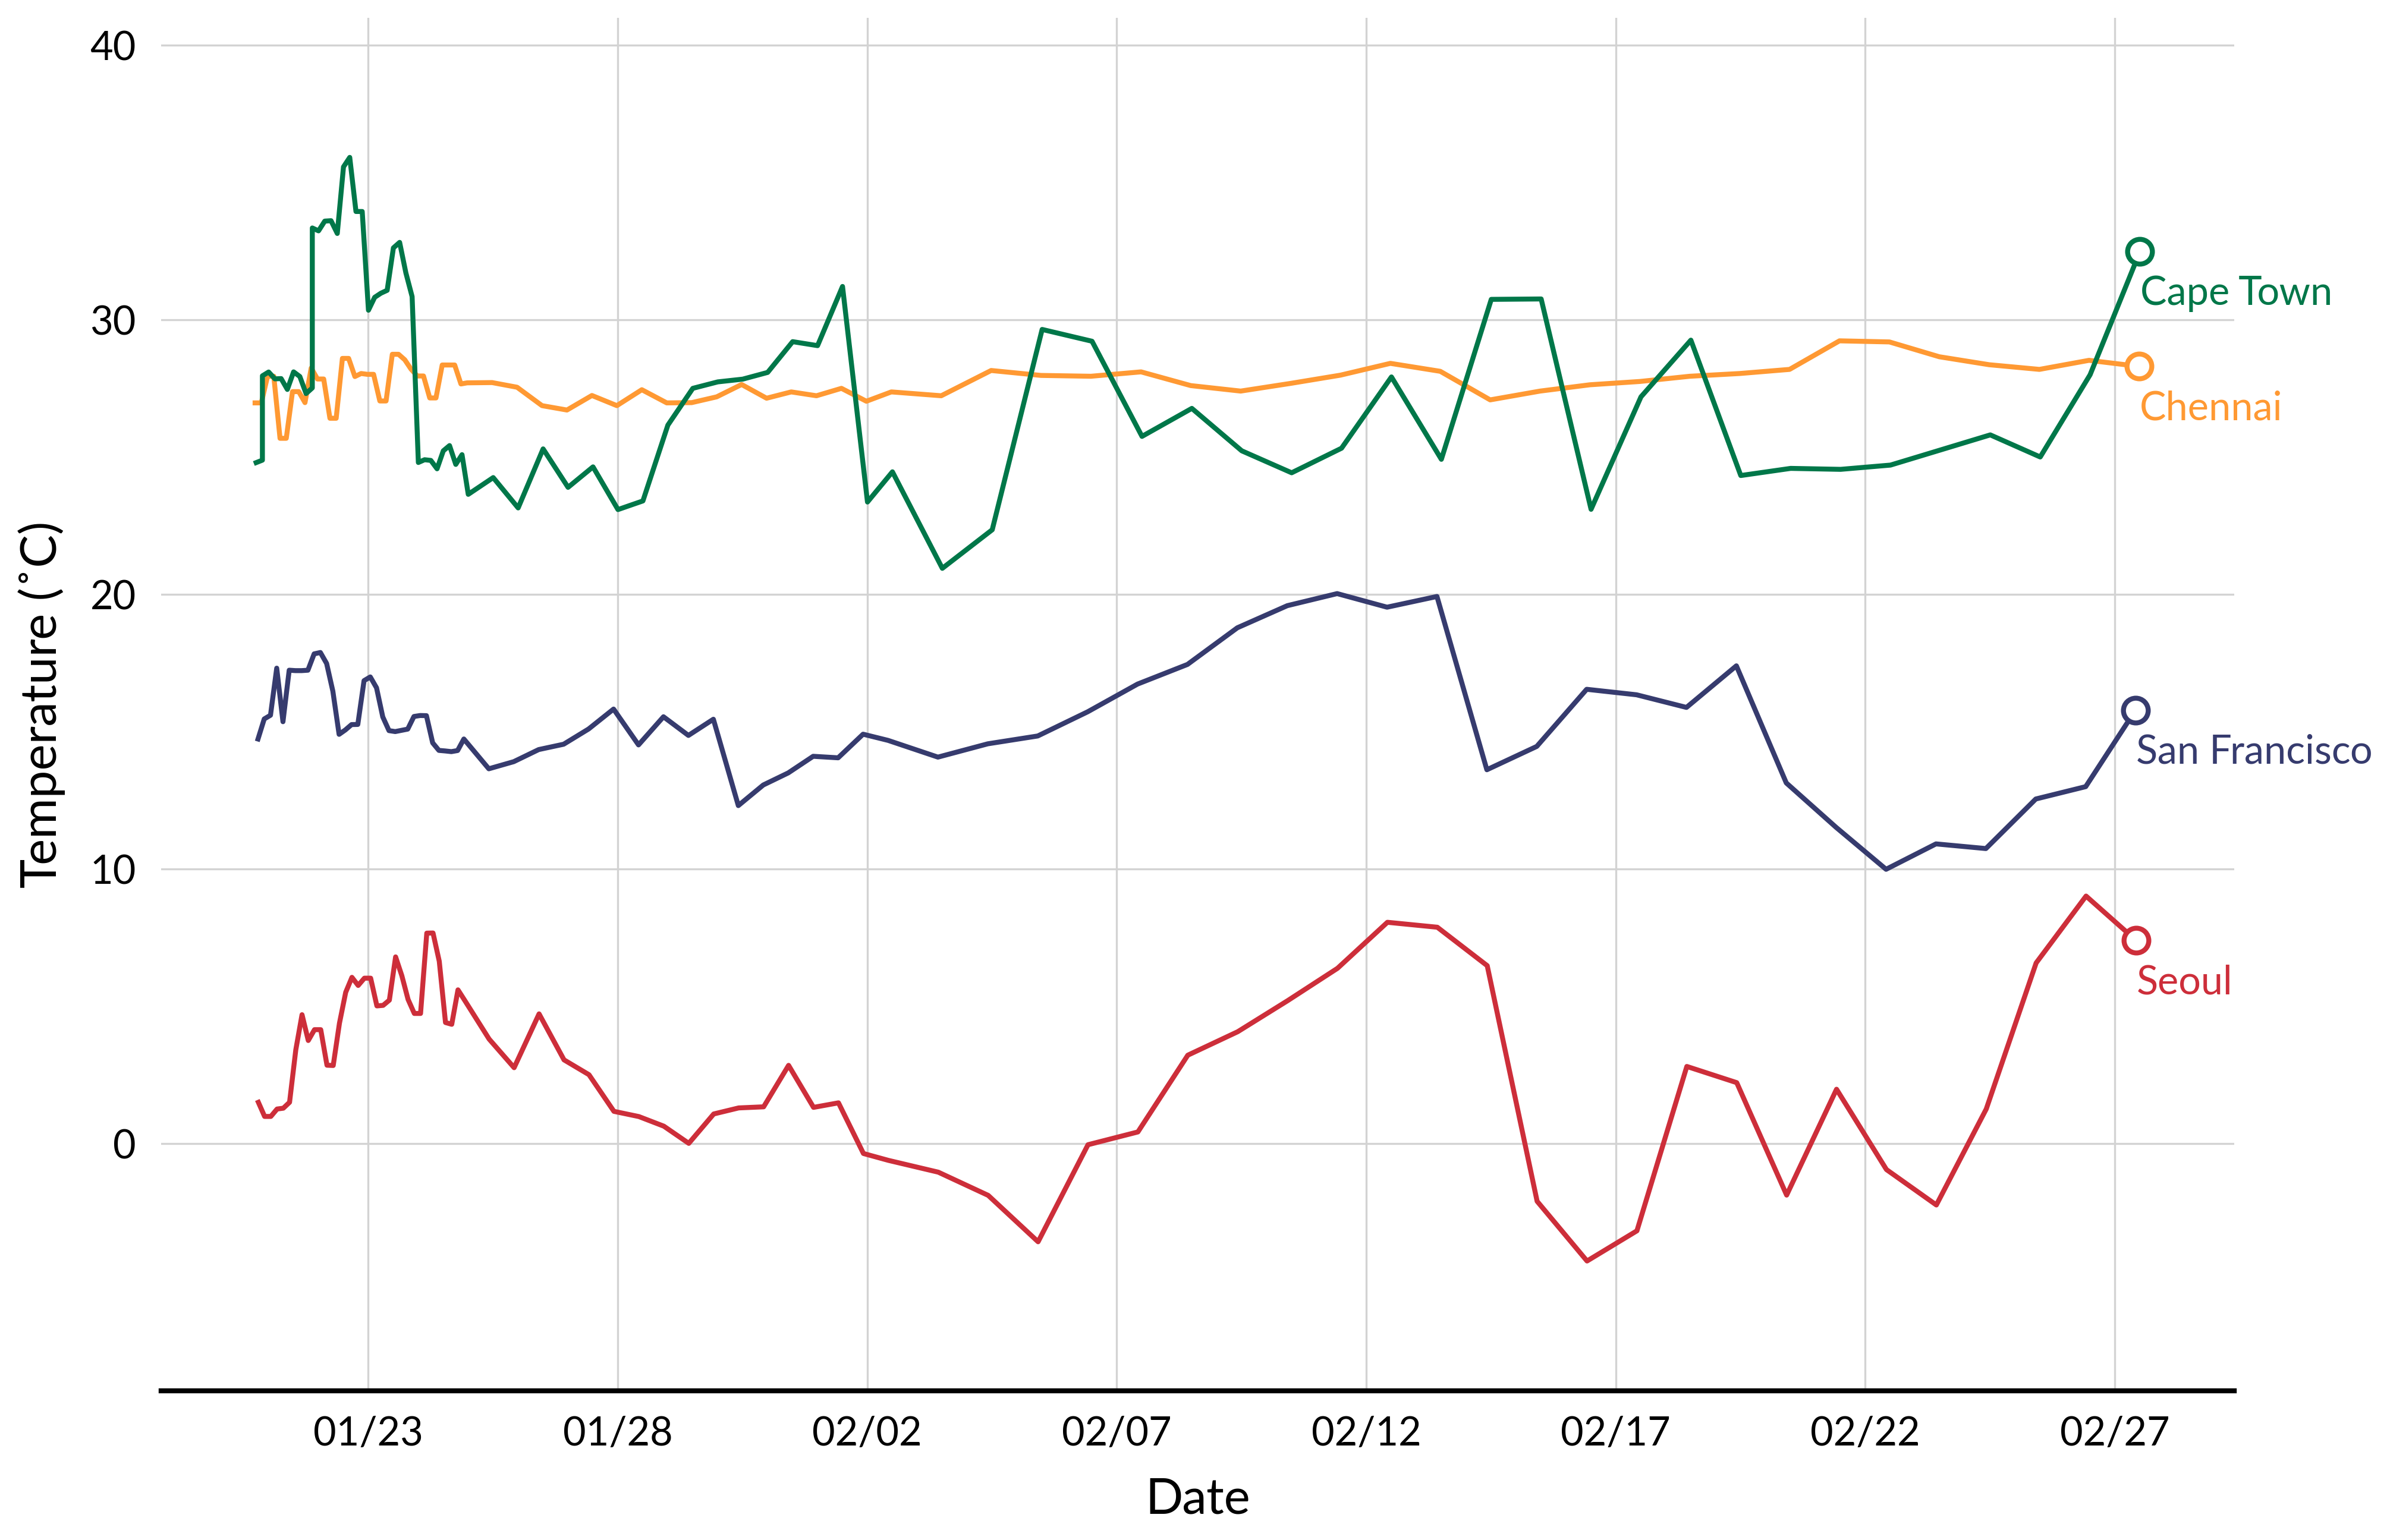 40
30
20
10
0
Temperature (°C)
Cape Town
Chennai
San Francisco
Seoul
01/23 01/28 02/02 02/07 02/12 02/17 02/22 02/27
Date